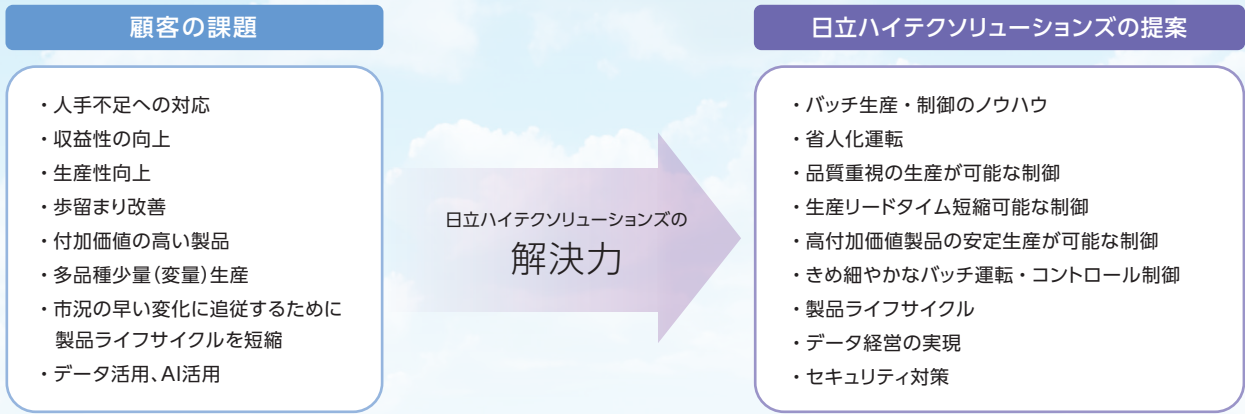 顧客の課題
・人手不足への対応
・収益性の向上
・生産性向上
・歩留まり改善
・付加価値の高い製品
・多品種少量(変量)生産
・市況の早い変化に追従するために
製品ライフサイクルを短縮
・データ活用、AI活用
日立ハイテクソリューションズの
解決力
日立ハイテクソリューションズの提案
・バッチ生産・制御のノウハウ
・省人化運転
・品質重視の生産が可能な制御
・生産リードタイム短縮可能な制御
・高付加価値製品の安定生産が可能な制御
・きめ細やかなバッチ運転・コントロール制御
・製品ライフサイクル
・データ経営の実現
・セキュリティ対策